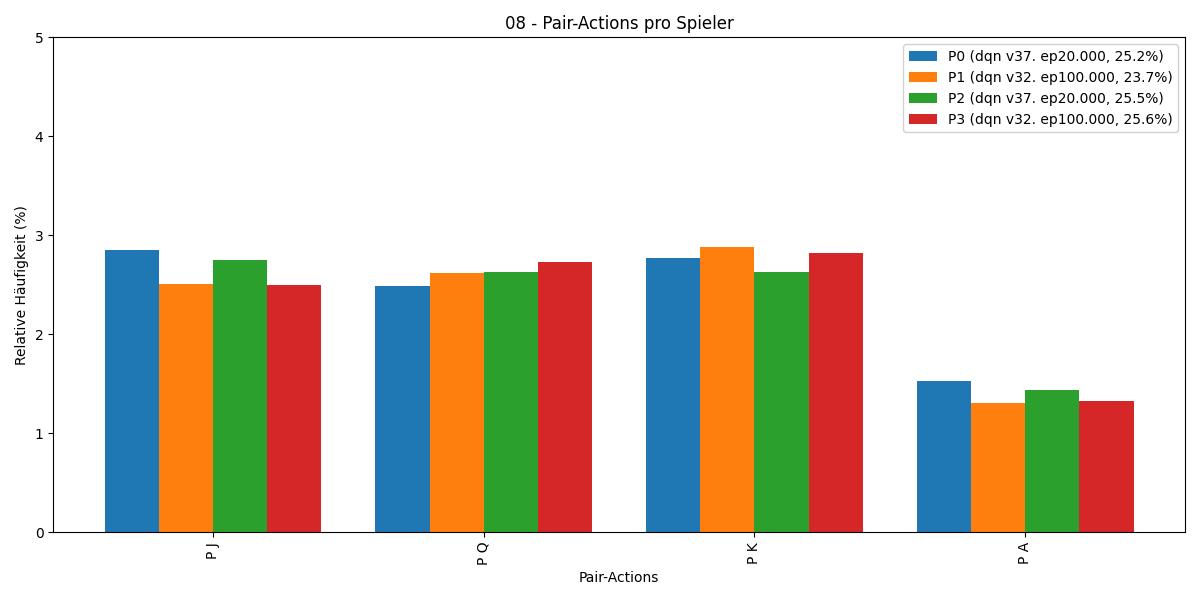 08 - Pair-Actions pro Spieler
P0 (dqn v37. ep20.000, 25.2%)
P1 (dqn v32. ep100.000, 23.7%)
P2 (dqn v37. ep20.000, 25.5%)
P3 (dqn v32. ep100.000, 25.6%)
Relative Häufigkeit (%)
5
4
3
2
1
0
P J
P Q
P K
P A
Pair-Actions